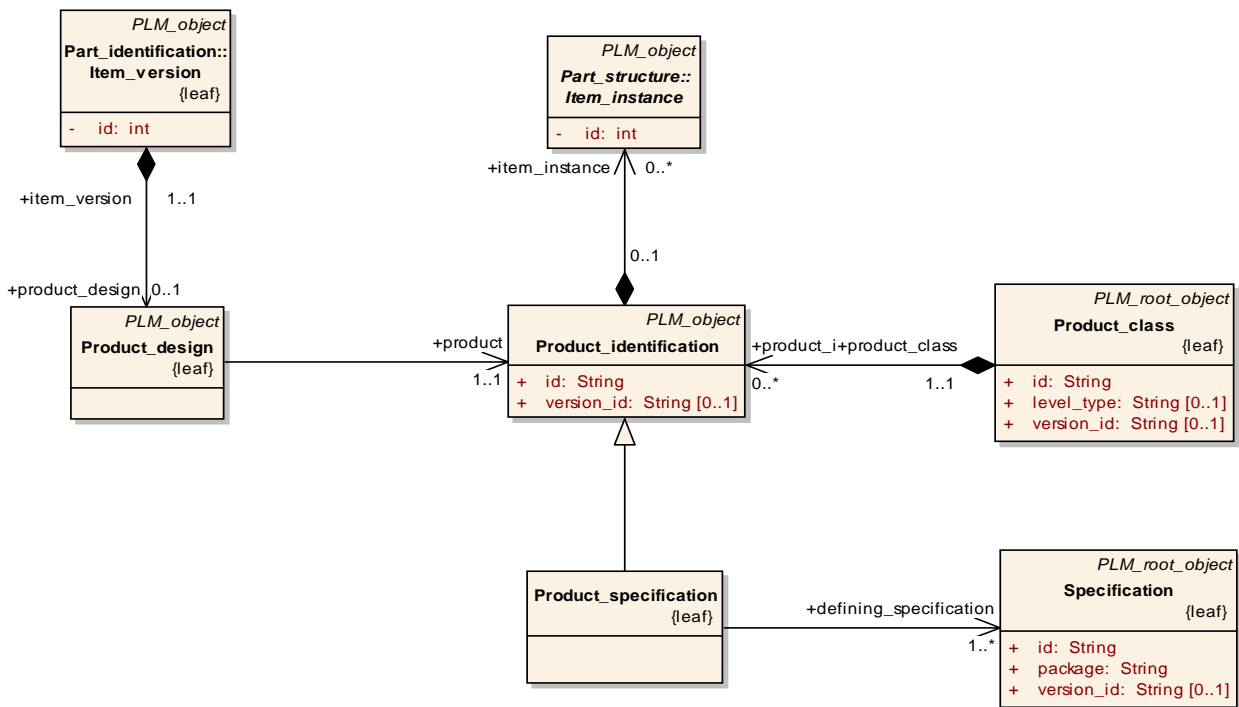 PLM_object
Part_identification::
Item_version
{leaf}
- id: int
PLM_object
Part_structure::
Item_instance
- id: int
+item_version
1..1
+item_instance
0..*
0..1
+product_design
0..1
PLM_object
Product_design
{leaf}
+product
1..1
PLM_object
Product_identification
+ id: String
+ version_id: String [0..1]
+product_i+product_class
0..*
1..1
PLM_root_object
Product_class
{leaf}
+ id: String
+ level_type: String [0..1]
+ version_id: String [0..1]
Product_specification
{leaf}
+defining_specification
1..*
PLM_root_object
Specification
{leaf}
+ id: String
+ package: String
+ version_id: String [0..1]